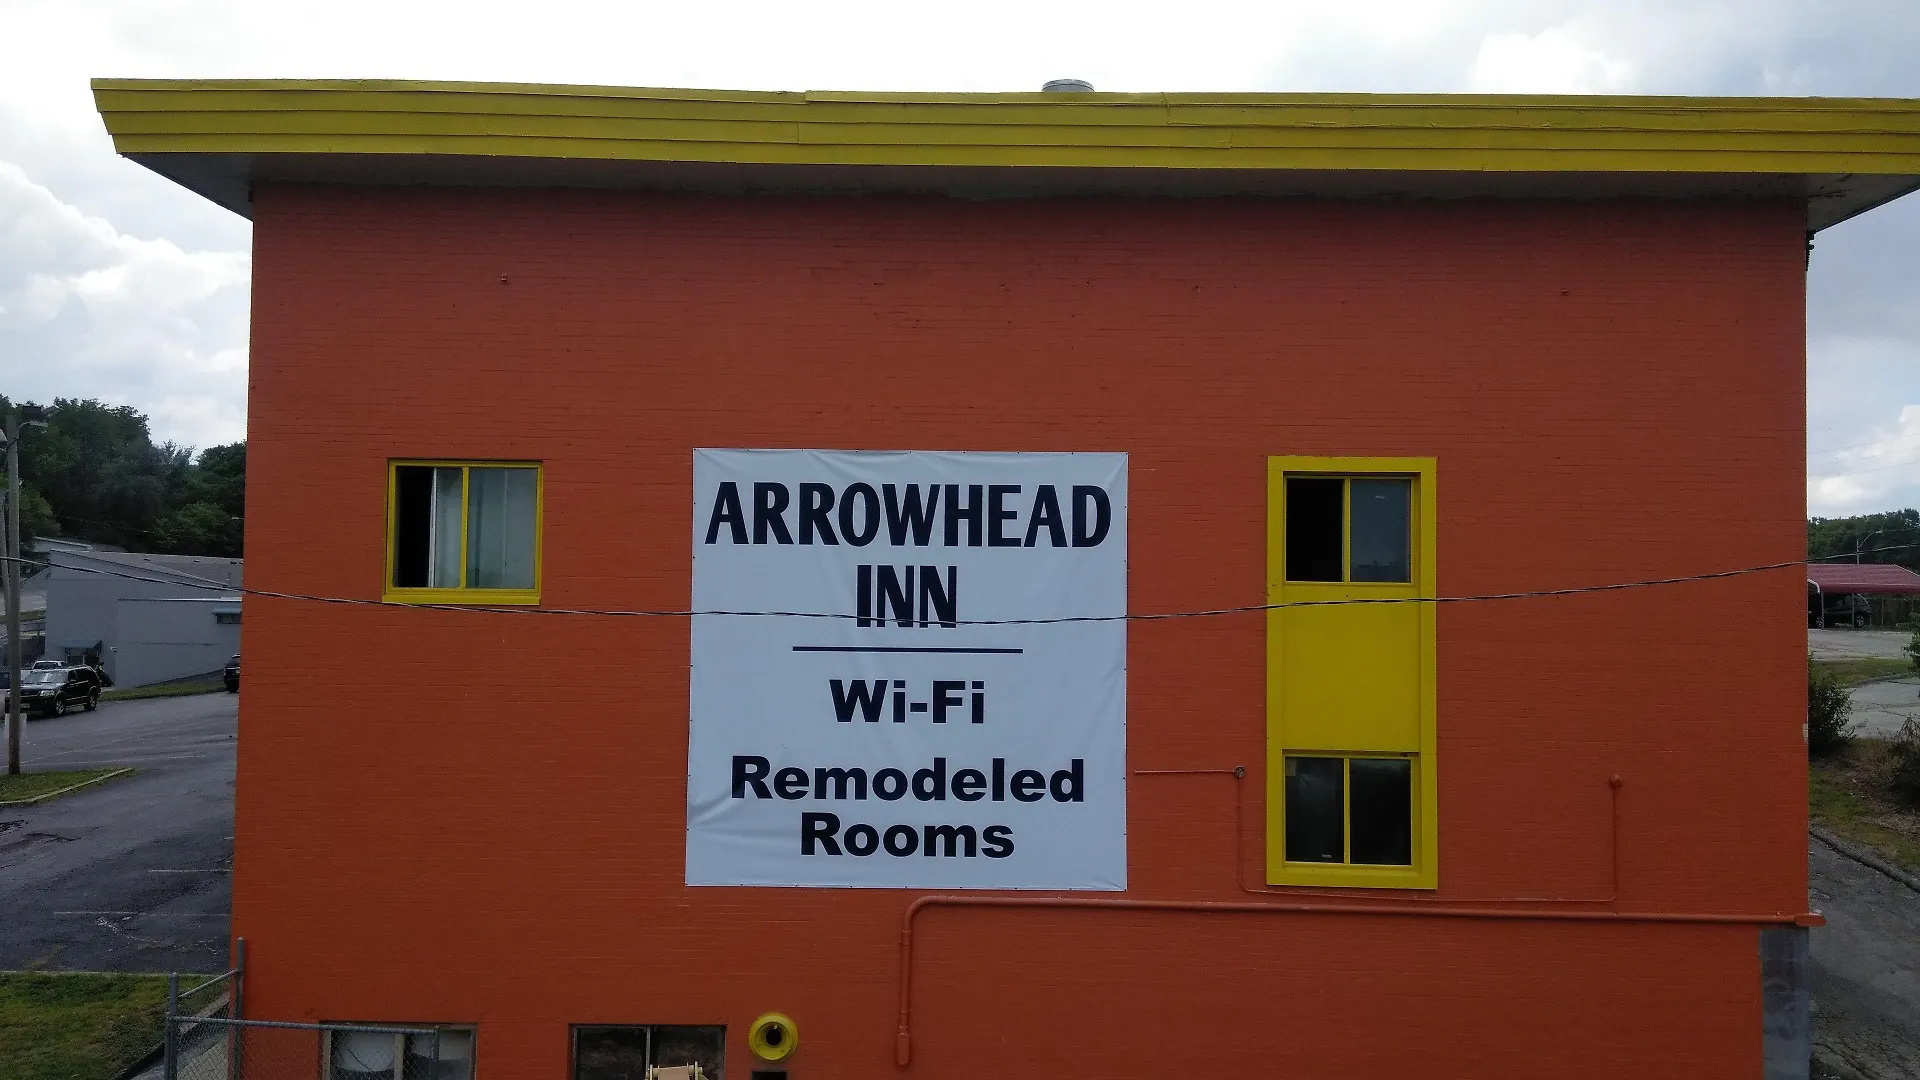 ARROWHEAD
INN
Wi-Fi
Remodeled
Rooms